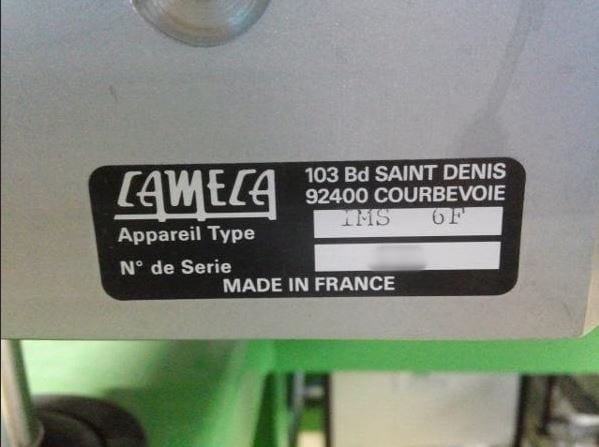 CAMECA
103 Bd SAINT DENIS
92400 COURBEVOIE
Appareil Type IMS 6F
N° de Serie
MADE IN FRANCE